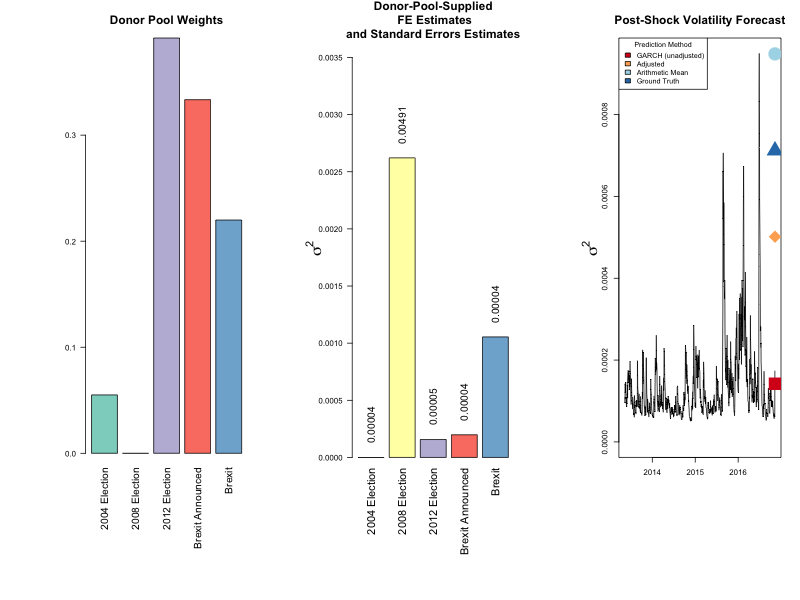 Donor Pool Weights
0.3
0.2
0.1
0.0
2004 Election
2008 Election
2012 Election
Brexit Announced
Brexit
Donor-Pool-Supplied
FE Estimates
and Standard Errors Estimates
σ2
0.0035
0.0030
0.0025
0.0020
0.0015
0.0010
0.0005
0.0000
0.00004
0.00491
0.00005
0.00004
0.00004
2004 Election
2008 Election
2012 Election
Brexit Announced
Brexit
Post-Shock Volatility Forecast
Prediction Method
GARCH (unadjusted)
Adjusted
Arithmetic Mean
Ground Truth
σ2
0.0008
0.0006
0.0004
0.0002
0.0000
2014
2015
2016